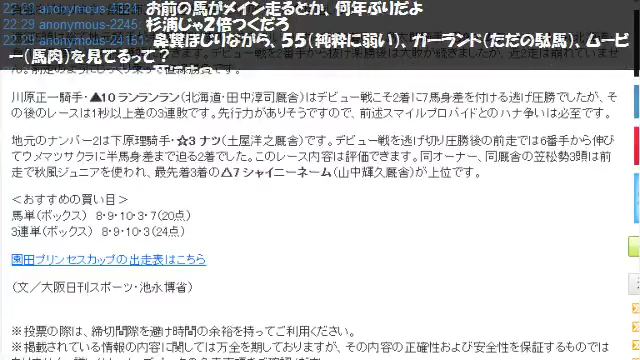 22:29 anonymous-4824 お前の馬がメイン走るとか、何年ぶりだよ
22:29 anonymous-2245 杉浦じゃ2倍つくだろ
22:29 anonymous-24151 鼻糞ほじりながら、55(純粋に弱い)、ガーランド(ただの駄馬)、ムービー(馬肉)を見てるって?
川原正一騎手・▲10 ランランラン(北海道・田中淳司厩舎)はデビュー戦こそ2着に7馬身差を付ける逃げ圧勝でしたが、そ
の後のレースは1秒以上差の3連敗です。先行力がありそうですので、前述スマイルプロバイドとのハナ争いは必至です。
地元のナンバー2は下原理騎手・☆3 ナツ(土屋洋之厩舎)です。デビュー戦を逃げ切り圧勝後の前走では6番手から伸び
てウメマツサクラに半馬身差まで迫る2着でした。このレース内容は評価できます。同オーナー、同厩舎の笠松勢3頭は前
走で秋風ジュニアを使われ、最先着3着の△7 シャイニーネーム(山中輝久厩舎)が上位です。
<おすすめの買い目>
馬単(ボックス) 8・9・10・3・7(20点)
3連単(ボックス) 8・9・10・3(24点)
園田プリンセスカップの出走表はこちら
(文/大阪日刊スポーツ・池永博省)
※投票の際は、締切間際を避け時間の余裕を持ってご利用ください。
※掲載されている情報の内容に関しては万全を期しておりますが、その内容の正確性および安全性を保証するものでは